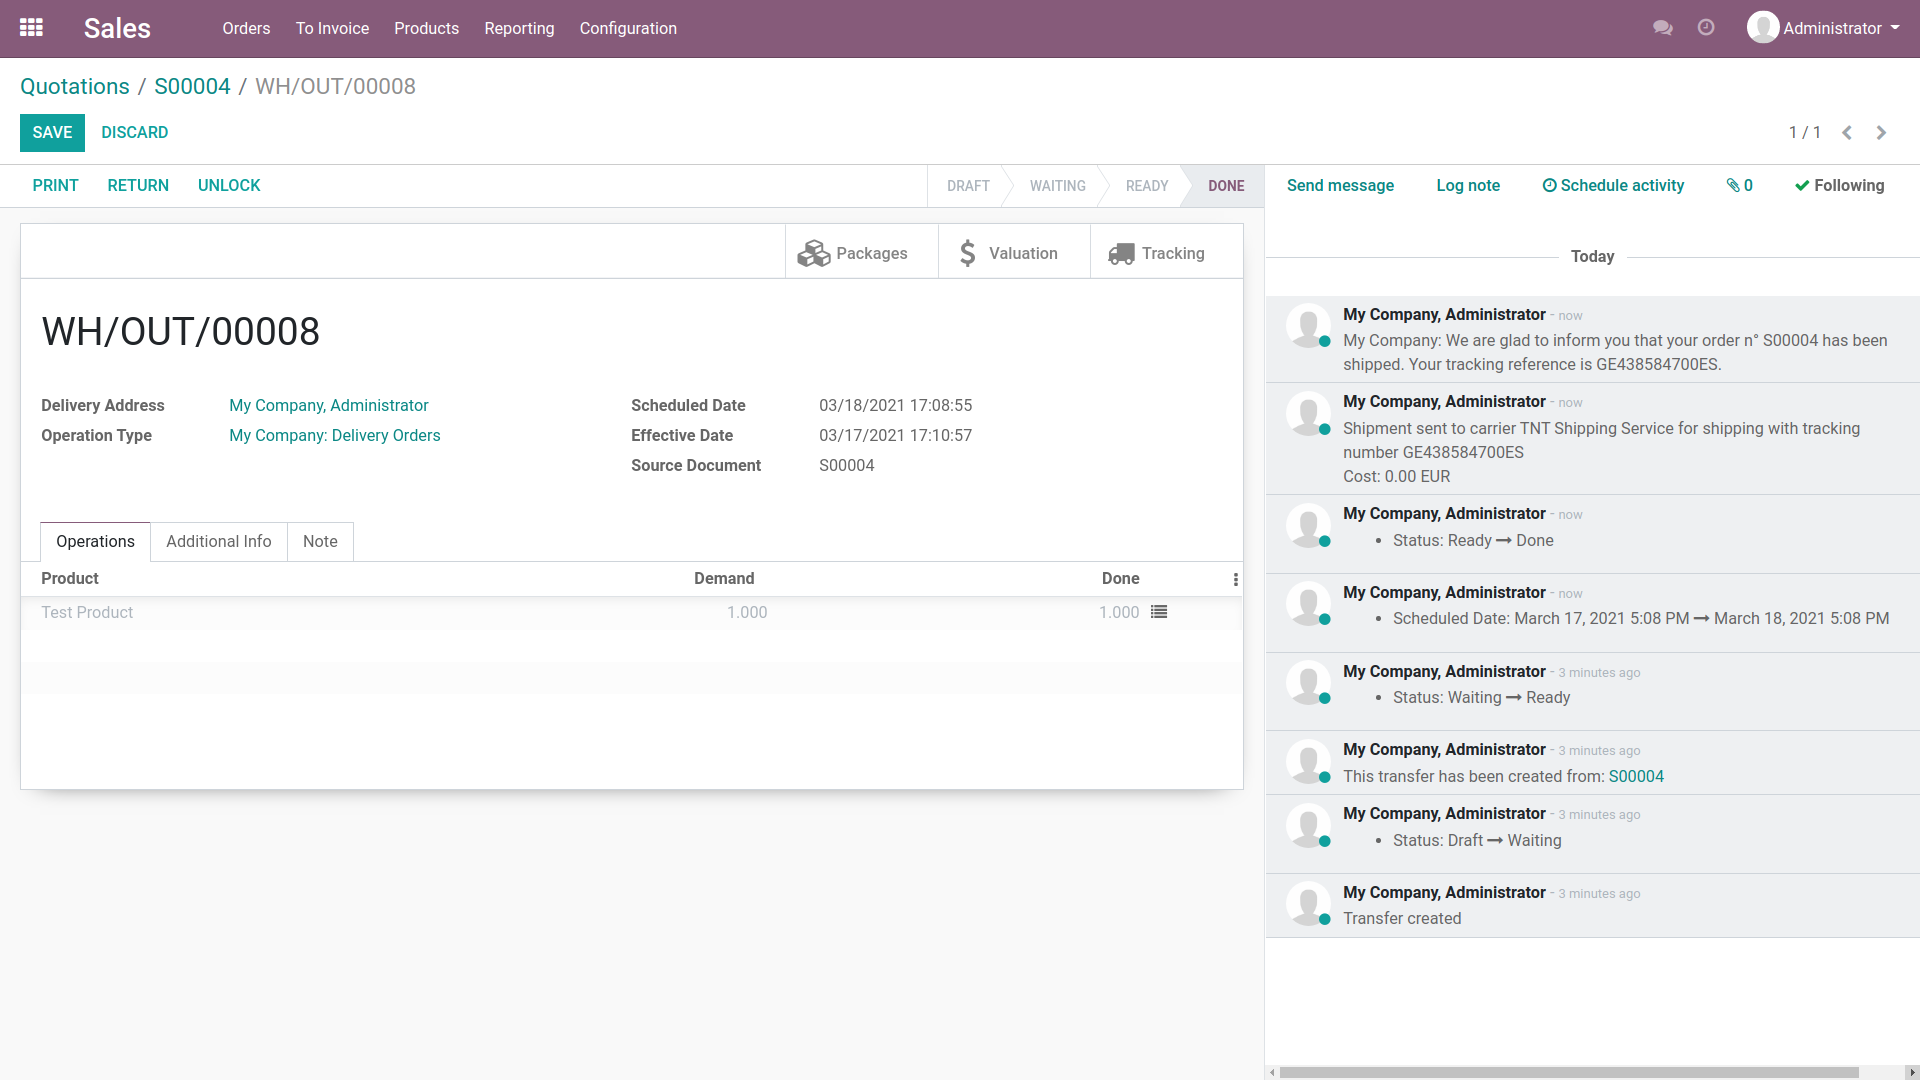 Sales
Orders
To Invoice
Products
Reporting
Configuration
Administrator
Quotations / S00004 / WH/OUT/00008
SAVE
DISCARD
1 / 1
PRINT
RETURN
UNLOCK
DRAFT
WAITING
READY
DONE
Packages
Valuation
Tracking
WH/OUT/00008
Delivery Address My Company, Administrator
Operation Type My Company: Delivery Orders
Scheduled Date 03/18/2021 17:08:55
Effective Date 03/17/2021 17:10:57
Source Document S00004
Operations
Additional Info
Note
Product Demand Done
Test Product 1.000 1.000
Send message
Log note
Schedule activity
0
Following
Today
My Company, Administrator - now
My Company: We are glad to inform you that your order n° S00004 has been
shipped. Your tracking reference is GE438584700ES.
My Company, Administrator - now
Shipment sent to carrier TNT Shipping Service for shipping with tracking
number GE438584700ES
Cost: 0.00 EUR
My Company, Administrator - now
• Status: Ready → Done
My Company, Administrator - now
• Scheduled Date: March 17, 2021 5:08 PM → March 18, 2021 5:08 PM
My Company, Administrator - 3 minutes ago
• Status: Waiting → Ready
My Company, Administrator - 3 minutes ago
This transfer has been created from: S00004
My Company, Administrator - 3 minutes ago
• Status: Draft → Waiting
My Company, Administrator - 3 minutes ago
Transfer created